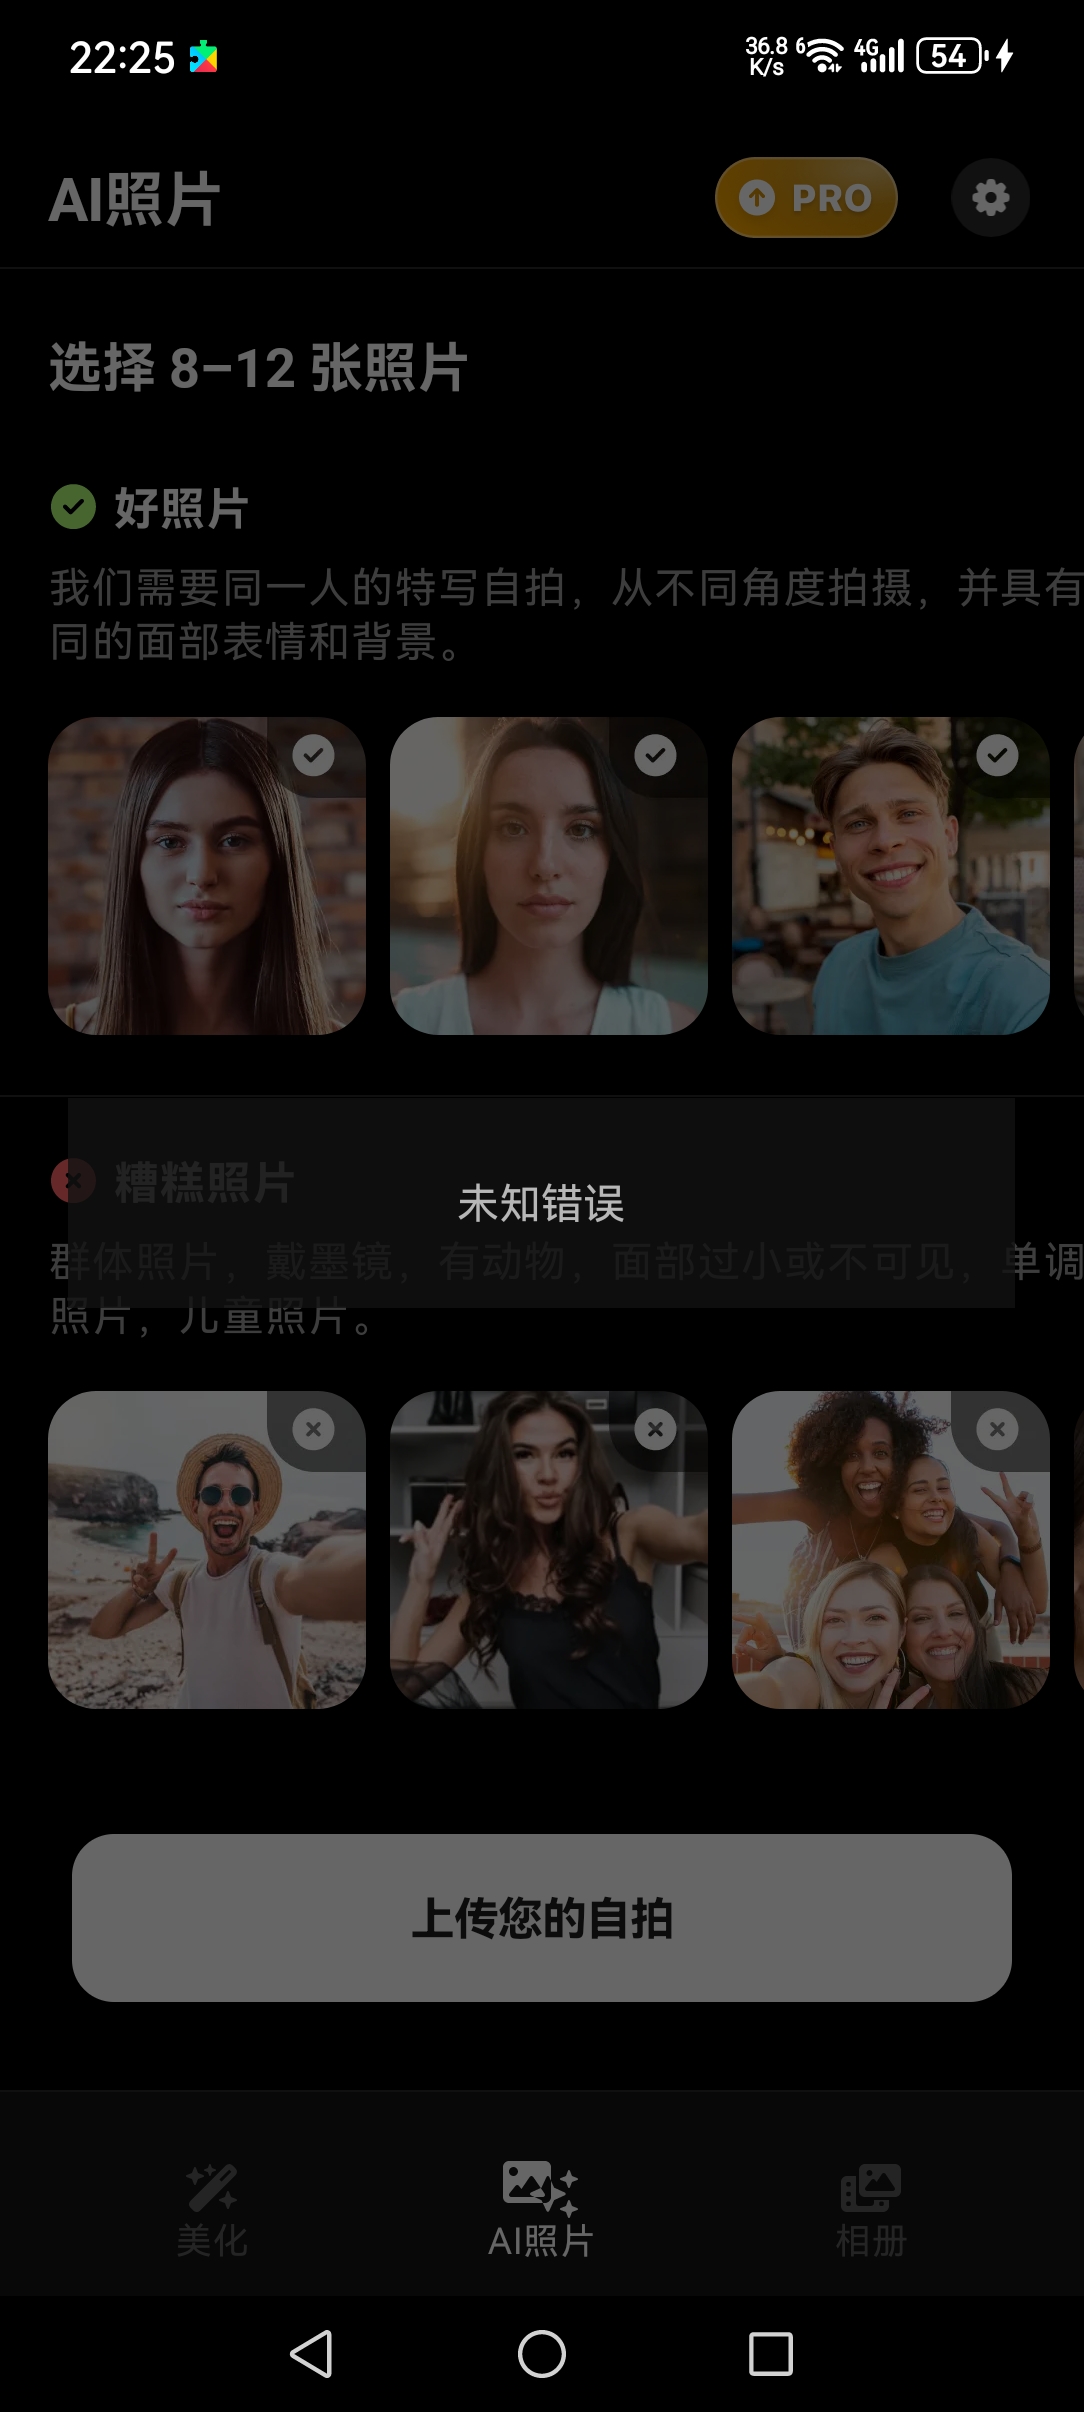 22:25
36.8 K/s
6
4G
54
AI照片
PRO
选择 8–12 张照片
好照片
我们需要同一人的特写自拍，从不同角度拍摄，并具有
同的面部表情和背景。
糟糕照片
未知错误
群体照片，戴墨镜，有动物，面部过小或不可见，单调
照片，儿童照片。
上传您的自拍
美化
AI照片
相册